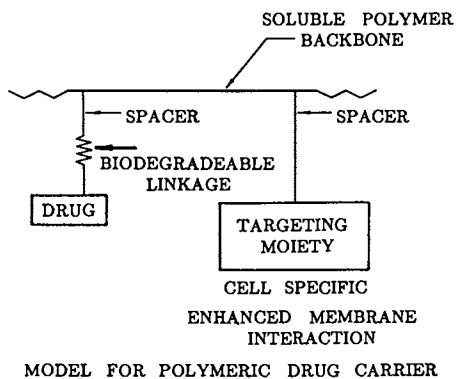 SOLUBLE POLYMER
BACKBONE
SPACER
SPACER
BIODEGRADEABLE
LINKAGE
DRUG
TARGETING
MOIETY
CELL SPECIFIC
ENHANCED MEMBRANE
INTERACTION
MODEL FOR POLYMERIC DRUG CARRIER